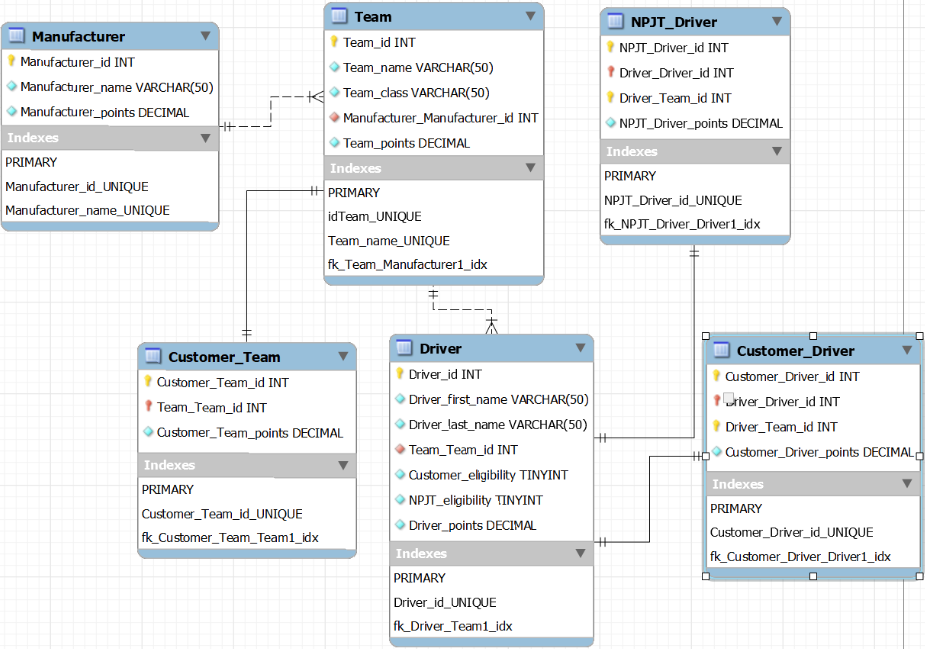 Manufacturer
Manufacturer_id INT
Manufacturer_name VARCHAR(50)
Manufacturer_points DECIMAL
Indexes
PRIMARY
Manufacturer_id_UNIQUE
Manufacturer_name_UNIQUE
Team
Team_id INT
Team_name VARCHAR(50)
Team_class VARCHAR(50)
Manufacturer_Manufacturer_id INT
Team_points DECIMAL
Indexes
PRIMARY
idTeam_UNIQUE
Team_name_UNIQUE
fk_Team_Manufacturer1_idx
NPJT_Driver
NPJT_Driver_id INT
Driver_Driver_id INT
Driver_Team_id INT
NPJT_Driver_points DECIMAL
Indexes
PRIMARY
NPJT_Driver_id_UNIQUE
fk_NPJT_Driver_Driver1_idx
Customer_Team
Customer_Team_id INT
Team_Team_id INT
Customer_Team_points DECIMAL
Indexes
PRIMARY
Customer_Team_id_UNIQUE
fk_Customer_Team_Team1_idx
Driver
Driver_id INT
Driver_first_name VARCHAR(50)
Driver_last_name VARCHAR(50)
Team_Team_id INT
Customer_eligibility TINYINT
NPJT_eligibility TINYINT
Driver_points DECIMAL
Indexes
PRIMARY
Driver_id_UNIQUE
fk_Driver_Team1_idx
Customer_Driver
Customer_Driver_id INT
Driver_Driver_id INT
Driver_Team_id INT
Customer_Driver_points DECIMAL
Indexes
PRIMARY
Customer_Driver_id_UNIQUE
fk_Customer_Driver_Driver1_idx